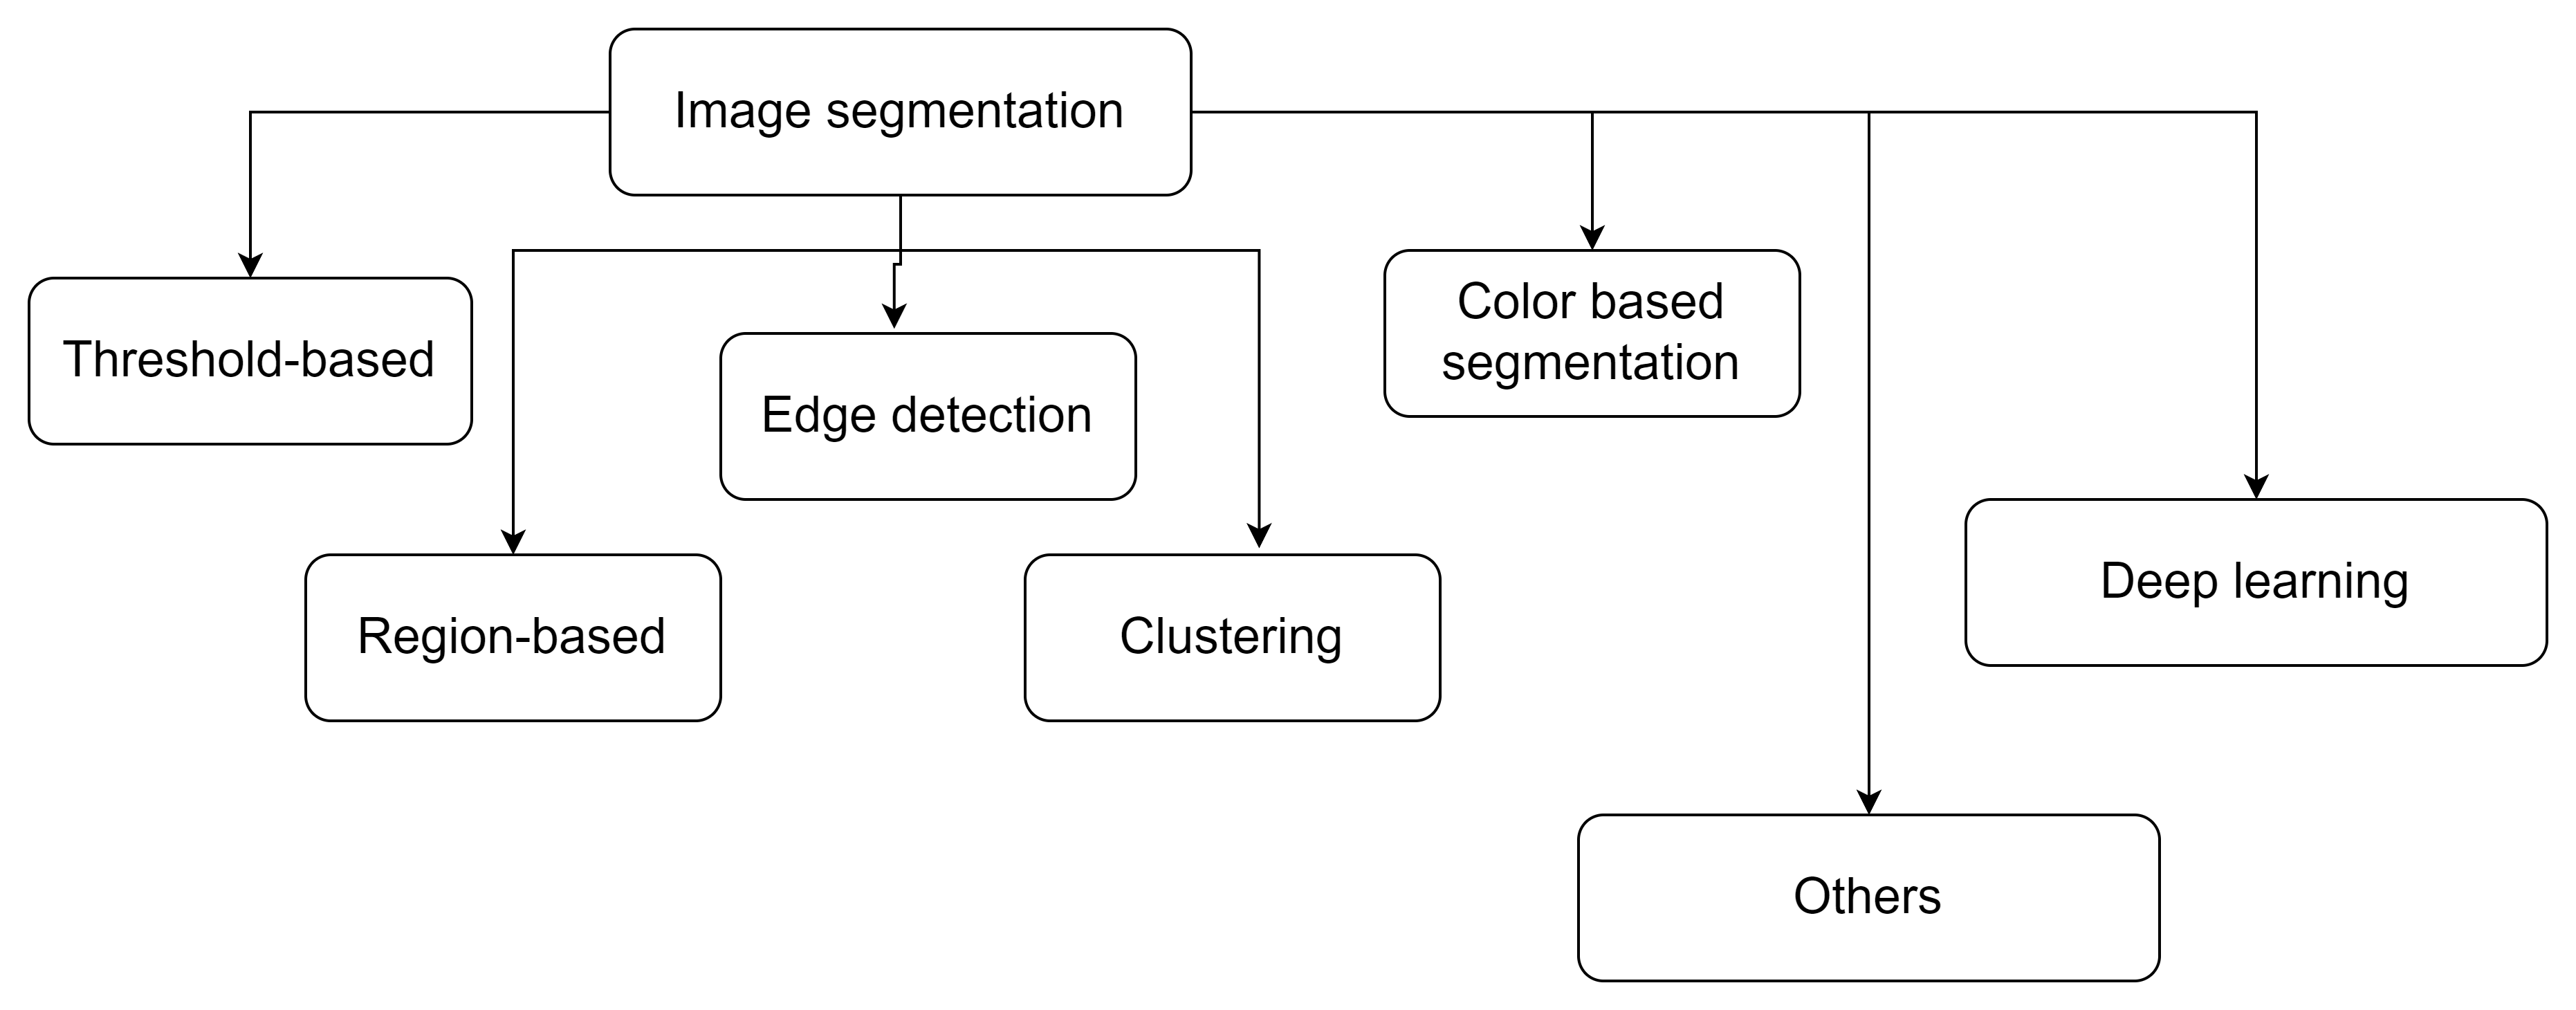 Image segmentation
Threshold-based
Edge detection
Color based
segmentation
Region-based
Clustering
Deep learning
Others